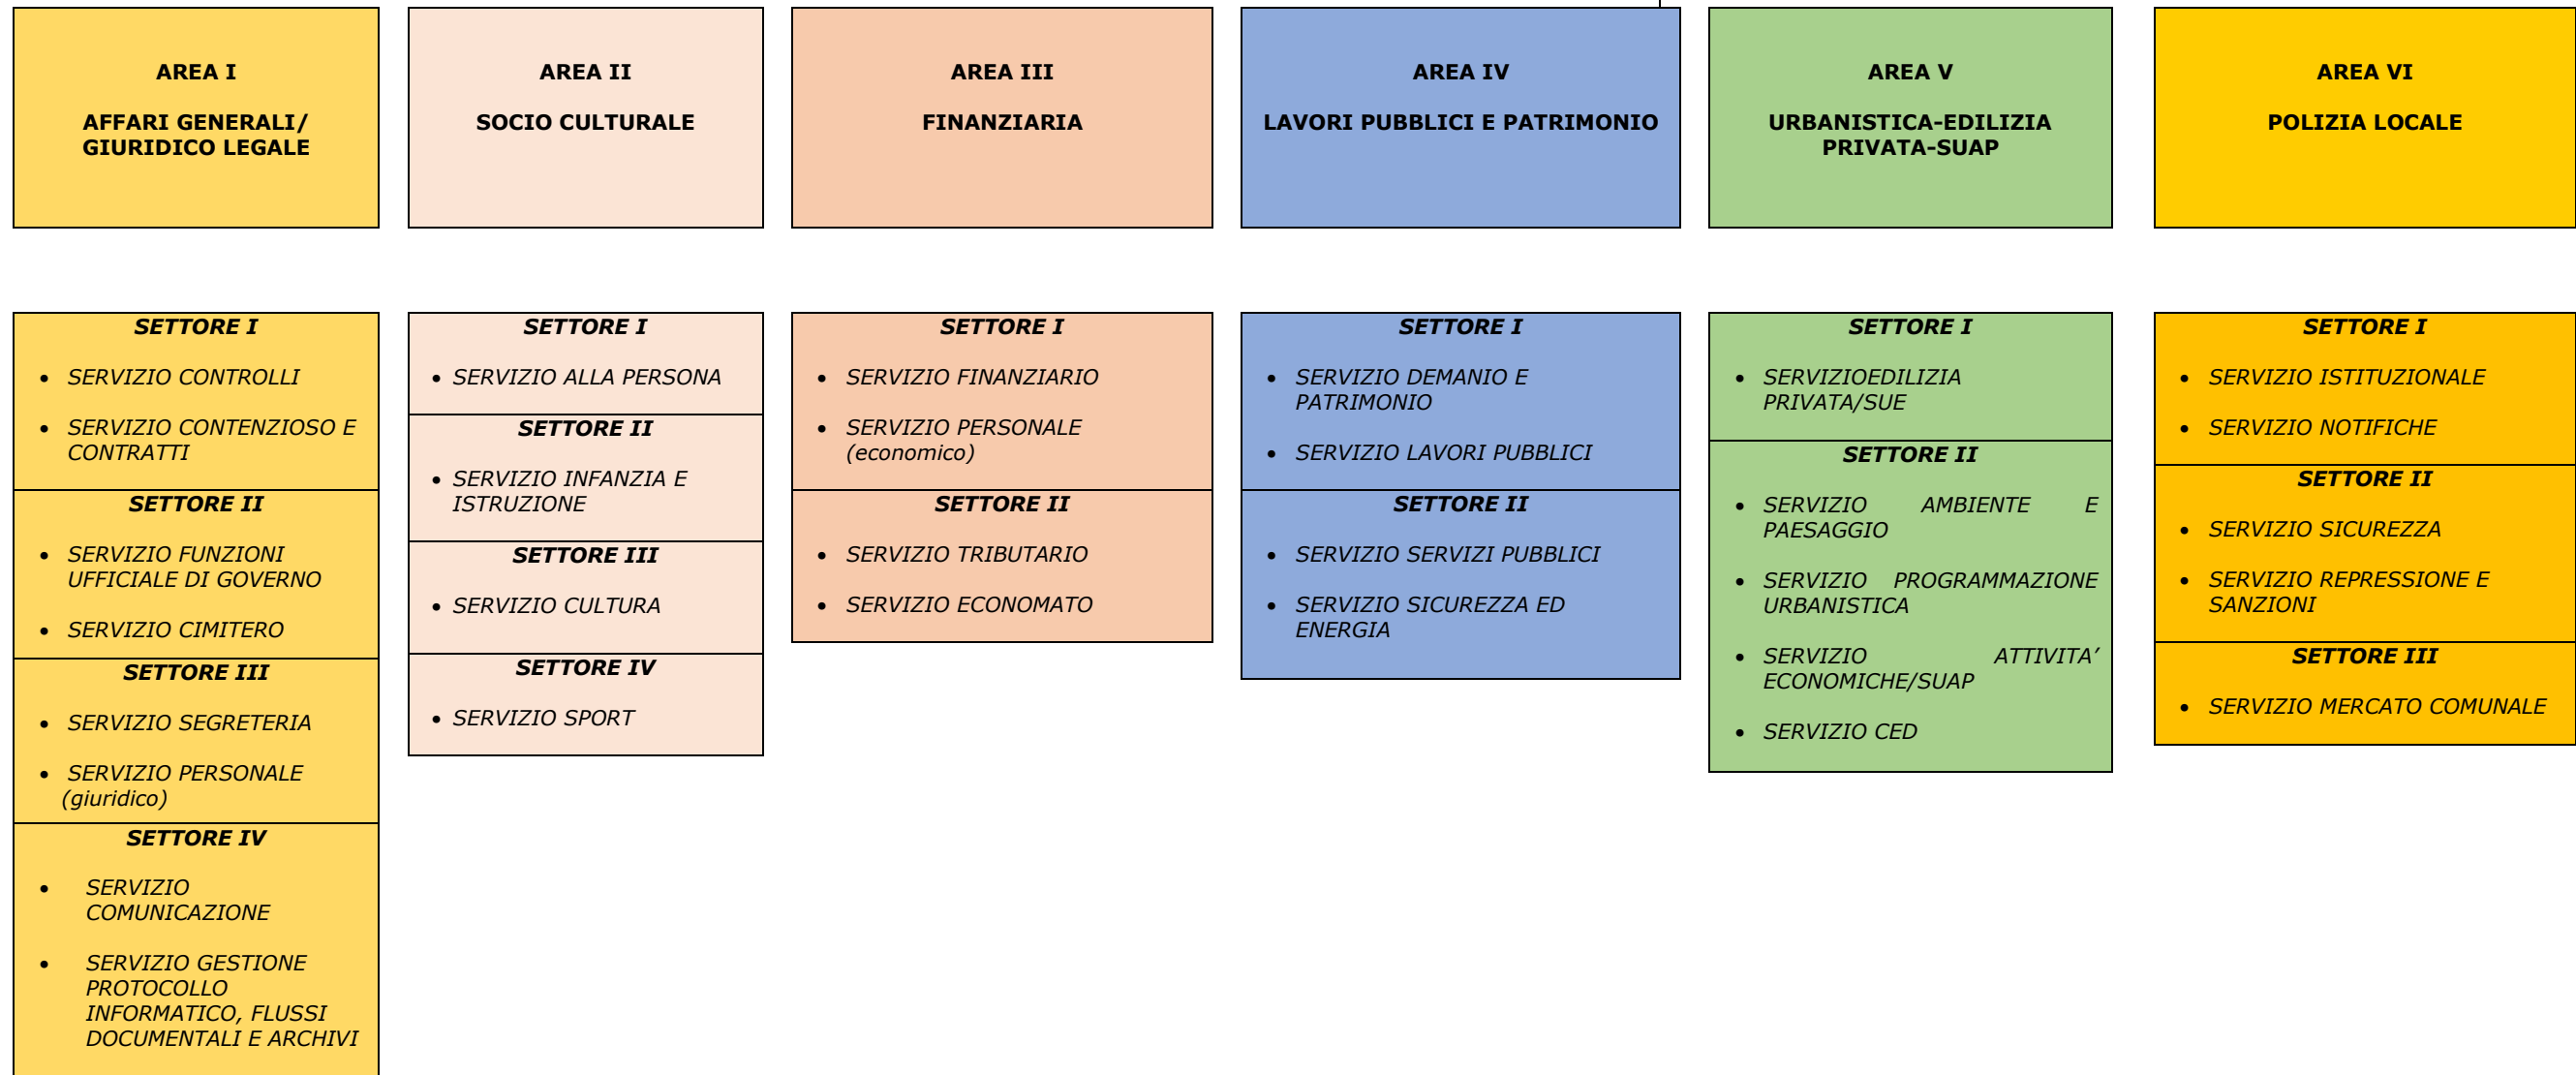 AREA I
AFFARI GENERALI/
GIURIDICO LEGALE
AREA II
SOCIO CULTURALE
AREA III
FINANZIARIA
AREA IV
LAVORI PUBBLICI E PATRIMONIO
AREA V
URBANISTICA-EDILIZIA
PRIVATA-SUAP
AREA VI
POLIZIA LOCALE
SETTORE I
• SERVIZIO CONTROLLI
• SERVIZIO CONTENZIOSO E
CONTRATTI
SETTORE II
• SERVIZIO FUNZIONI
UFFICIALE DI GOVERNO
• SERVIZIO CIMITERO
SETTORE III
• SERVIZIO SEGRETERIA
• SERVIZIO PERSONALE
(giuridico)
SETTORE IV
• SERVIZIO
COMUNICAZIONE
• SERVIZIO GESTIONE
PROTOCOLLO
INFORMATICO, FLUSSI
DOCUMENTALI E ARCHIVI
SETTORE I
• SERVIZIO ALLA PERSONA
SETTORE II
• SERVIZIO INFANZIA E
ISTRUZIONE
SETTORE III
• SERVIZIO CULTURA
SETTORE IV
• SERVIZIO SPORT
SETTORE I
• SERVIZIO FINANZIARIO
• SERVIZIO PERSONALE
(economico)
SETTORE II
• SERVIZIO TRIBUTARIO
• SERVIZIO ECONOMATO
SETTORE I
• SERVIZIO DEMANIO E
PATRIMONIO
• SERVIZIO LAVORI PUBBLICI
SETTORE II
• SERVIZIO SERVIZI PUBBLICI
• SERVIZIO SICUREZZA ED
ENERGIA
SETTORE I
• SERVIZIOEDILIZIA
PRIVATA/SUE
SETTORE II
• SERVIZIO AMBIENTE E
PAESAGGIO
• SERVIZIO PROGRAMMAZIONE
URBANISTICA
• SERVIZIO ATTIVITA’
ECONOMICHE/SUAP
• SERVIZIO CED
SETTORE I
• SERVIZIO ISTITUZIONALE
• SERVIZIO NOTIFICHE
SETTORE II
• SERVIZIO SICUREZZA
• SERVIZIO REPRESSIONE E
SANZIONI
SETTORE III
• SERVIZIO MERCATO COMUNALE